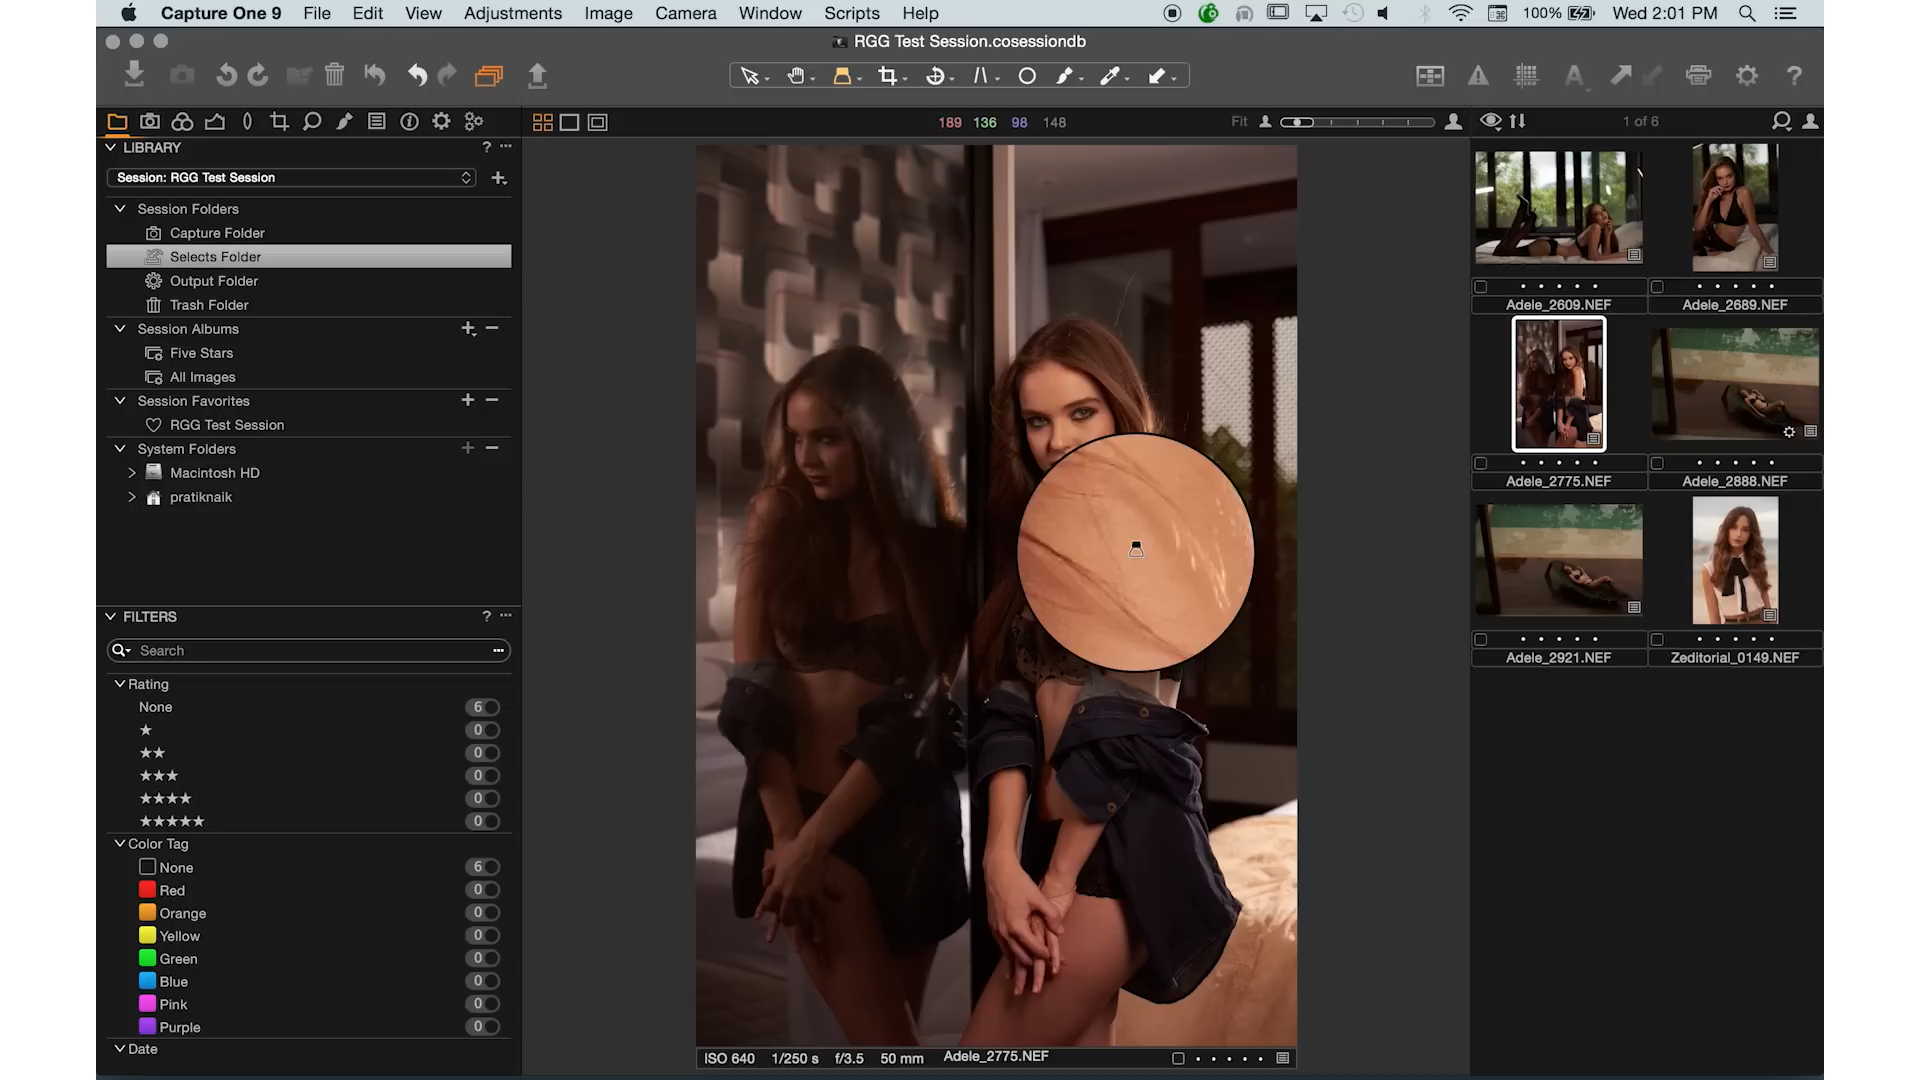 Capture One 9 File Edit View Adjustments Image Camera Window Scripts Help 100% Wed 2:01 PM
RGG Test Session.cosessiondb
189 136 98 148 Fit 1 of 6
LIBRARY ?
Session: RGG Test Session
Session Folders
Capture Folder
Selects Folder
Output Folder
Trash Folder
Session Albums
Five Stars
All Images
Session Favorites
RGG Test Session
System Folders
Macintosh HD
pratiknaik
FILTERS ?
Search
Rating
None 6
★ 0
★★ 0
★★★ 0
★★★★ 0
★★★★★ 0
Color Tag
None 6
Red 0
Orange 0
Yellow 0
Green 0
Blue 0
Pink 0
Purple 0
Date
ISO 640 1/250 s f/3.5 50 mm Adele_2775.NEF
Adele_2609.NEF Adele_2689.NEF
Adele_2775.NEF Adele_2888.NEF
Adele_2921.NEF Zeditorial_0149.NEF